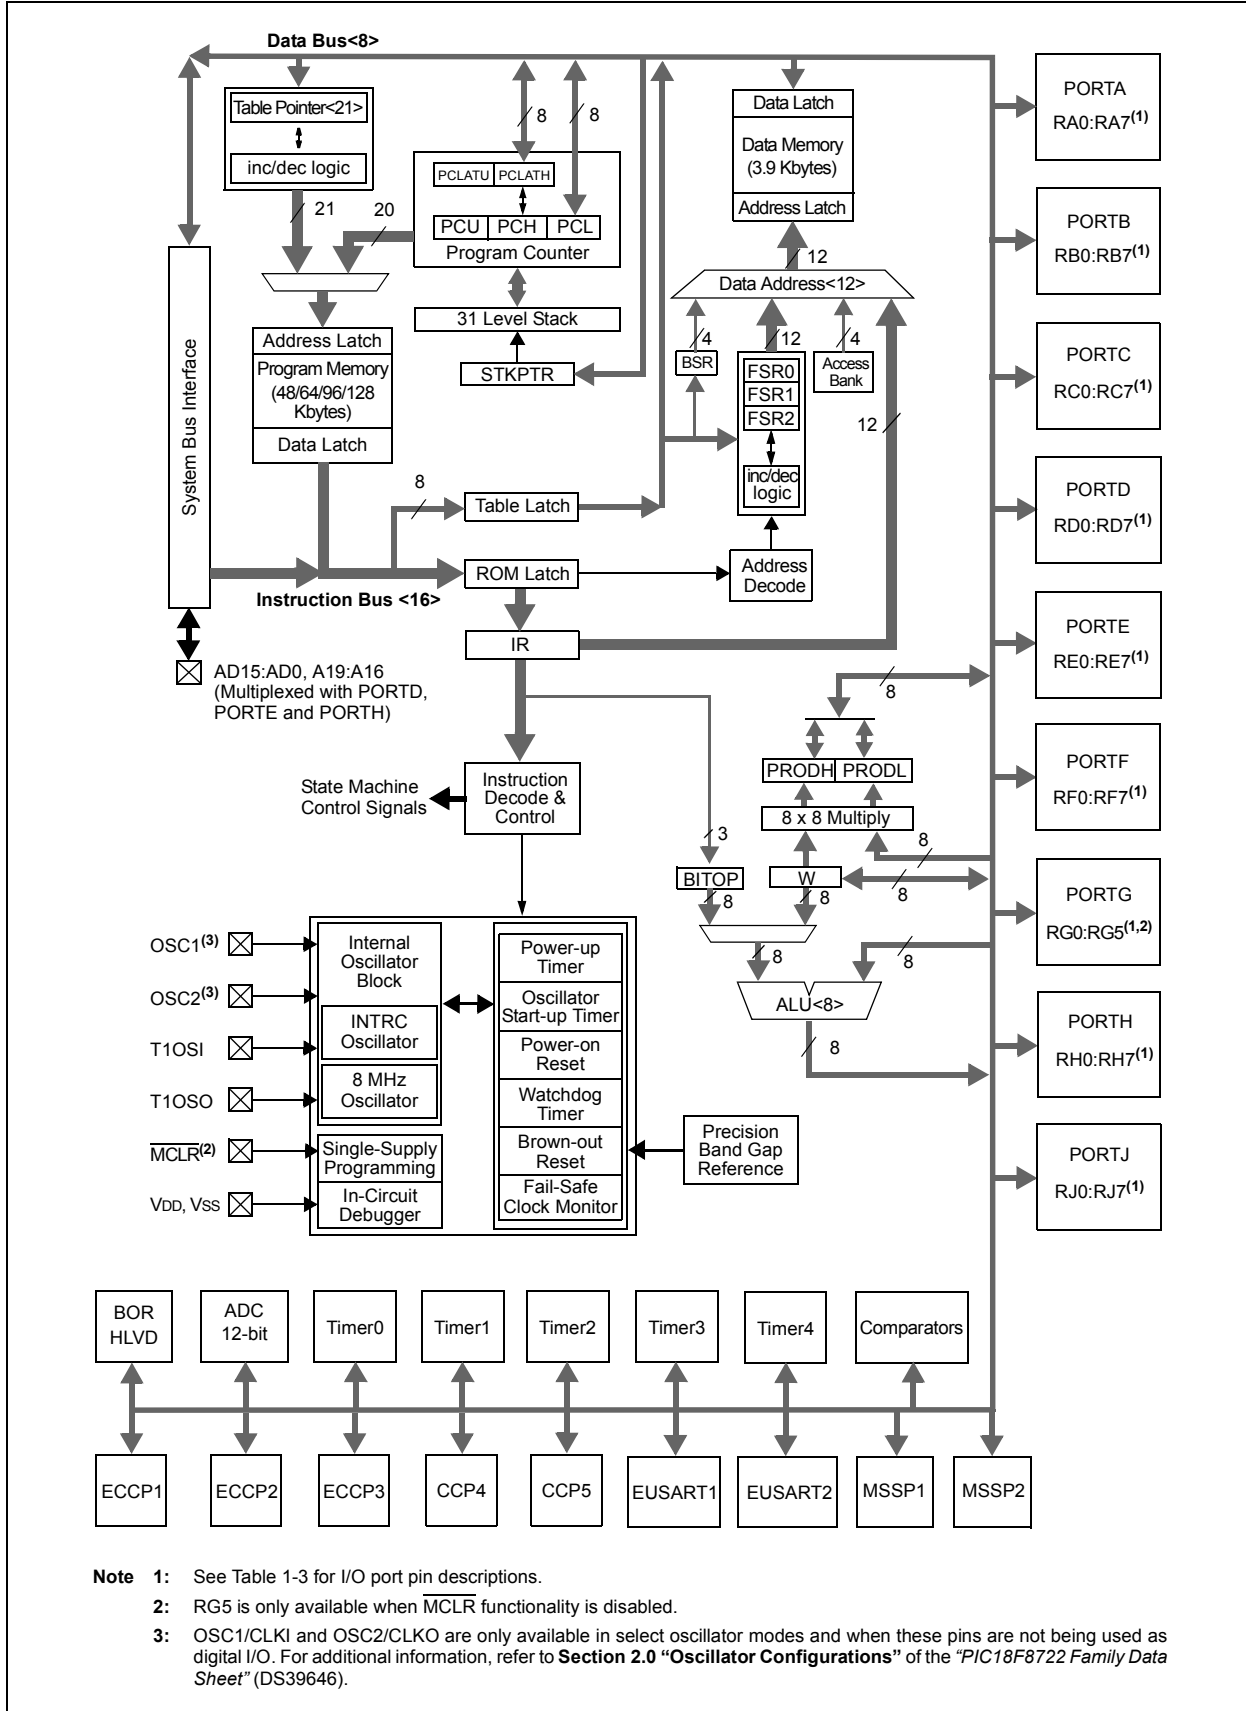 Data Bus<8>
Table Pointer<21>
inc/dec logic
21
20
8
8
PCLATU PCLATH
PCU PCH PCL
Program Counter
31 Level Stack
STKPTR
Data Latch
Data Memory
(3.9 Kbytes)
Address Latch
12
Data Address<12>
4
12
4
BSR
FSR0
FSR1
FSR2
inc/dec
logic
Access
Bank
12
Address
Decode
System Bus Interface
Address Latch
Program Memory
(48/64/96/128
Kbytes)
Data Latch
8
Table Latch
ROM Latch
Instruction Bus <16>
IR
AD15:AD0, A19:A16
(Multiplexed with PORTD,
PORTE and PORTH)
State Machine
Control Signals
Instruction
Decode &
Control
8
PRODH PRODL
8 x 8 Multiply
3
8
BITOP
W
8
8
8
8
8
ALU<8>
8
OSC1(3)
OSC2(3)
T1OSI
T1OSO
MCLR(2)
VDD, VSS
Internal
Oscillator
Block
INTRC
Oscillator
8 MHz
Oscillator
Single-Supply
Programming
In-Circuit
Debugger
Power-up
Timer
Oscillator
Start-up Timer
Power-on
Reset
Watchdog
Timer
Brown-out
Reset
Fail-Safe
Clock Monitor
Precision
Band Gap
Reference
PORTA
RA0:RA7(1)
PORTB
RB0:RB7(1)
PORTC
RC0:RC7(1)
PORTD
RD0:RD7(1)
PORTE
RE0:RE7(1)
PORTF
RF0:RF7(1)
PORTG
RG0:RG5(1,2)
PORTH
RH0:RH7(1)
PORTJ
RJ0:RJ7(1)
BOR
HLVD
ADC
12-bit
Timer0
Timer1
Timer2
Timer3
Timer4
Comparators
ECCP1
ECCP2
ECCP3
CCP4
CCP5
EUSART1
EUSART2
MSSP1
MSSP2
Note 1: See Table 1-3 for I/O port pin descriptions.
2: RG5 is only available when MCLR functionality is disabled.
3: OSC1/CLKI and OSC2/CLKO are only available in select oscillator modes and when these pins are not being used as
digital I/O. For additional information, refer to Section 2.0 “Oscillator Configurations” of the “PIC18F8722 Family Data
Sheet” (DS39646).